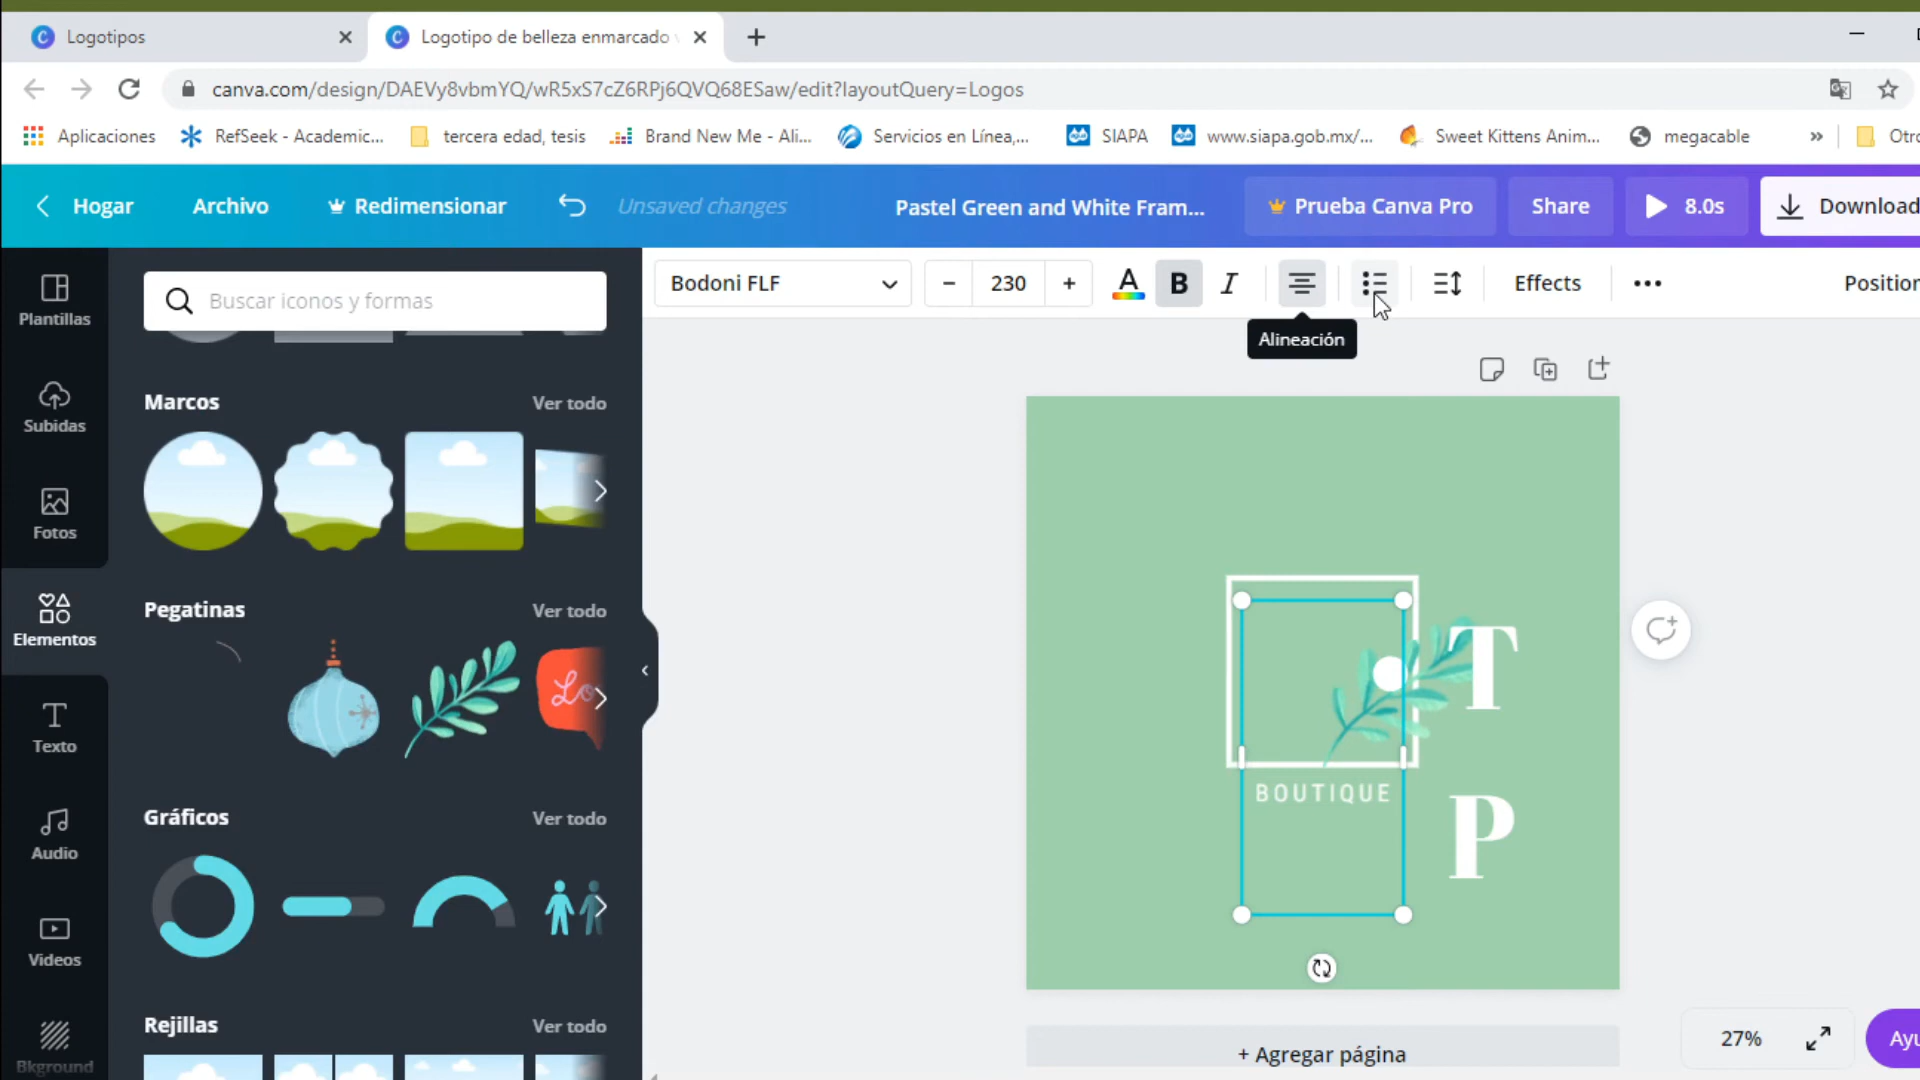 Logotipos
Logotipo de belleza enmarcado
canva.com/design/DAEVy8vbmYQ/wR5xS7cZ6RPj6QVQ68ESaw/edit?layoutQuery=Logos
Aplicaciones
RefSeek - Academic...
tercera edad, tesis
Brand New Me - Ali...
Servicios en Línea,...
SIAPA
www.siapa.gob.mx/...
Sweet Kittens Anim...
megacable
»
Otro
Hogar
Archivo
Redimensionar
Unsaved changes
Pastel Green and White Fram...
Prueba Canva Pro
Share
8.0s
Download
Plantillas
Subidas
Fotos
Elementos
Texto
Audio
Videos
Bkground
Buscar iconos y formas
Marcos
Ver todo
Pegatinas
Ver todo
Lo
Gráficos
Ver todo
Rejillas
Ver todo
Bodoni FLF
230
A
B
I
Effects
Position
Alineación
T
BOUTIQUE
P
+ Agregar página
27%
Ayu